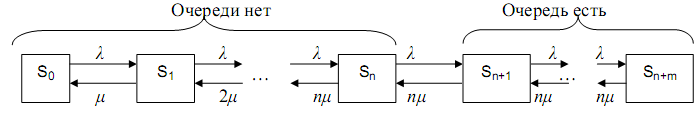 Очереди нет Очередь есть
λ λ λ λ λ λ
S0 S1 … Sn Sn+1 … Sn+m
μ 2μ nμ nμ nμ nμ